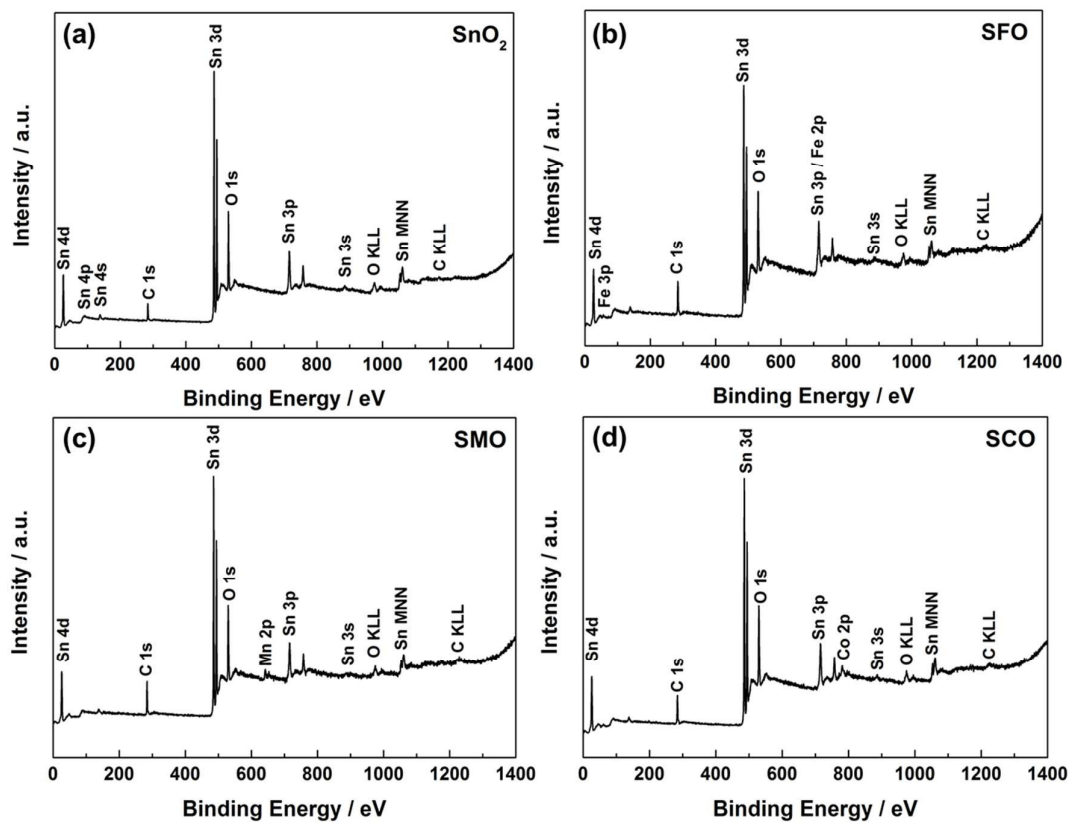 (a)
SnO₂
Sn 4d
Sn 4p
Sn 4s
C 1s
Sn 3d
O 1s
Sn 3p
Sn 3s
O KLL
Sn MNN
C KLL
Intensity / a.u.
0 200 400 600 800 1000 1200 1400
Binding Energy / eV
(b)
SFO
Sn 4d
Fe 3p
C 1s
Sn 3d
O 1s
Sn 3p / Fe 2p
Sn 3s
O KLL
Sn MNN
C KLL
Intensity / a.u.
0 200 400 600 800 1000 1200 1400
Binding Energy / eV
(c)
SMO
Sn 4d
C 1s
Sn 3d
O 1s
Mn 2p
Sn 3p
Sn 3s
O KLL
Sn MNN
C KLL
Intensity / a.u.
0 200 400 600 800 1000 1200 1400
Binding Energy / eV
(d)
SCO
Sn 4d
C 1s
Sn 3d
O 1s
Sn 3p
Co 2p
Sn 3s
O KLL
Sn MNN
C KLL
Intensity / a.u.
0 200 400 600 800 1000 1200 1400
Binding Energy / eV